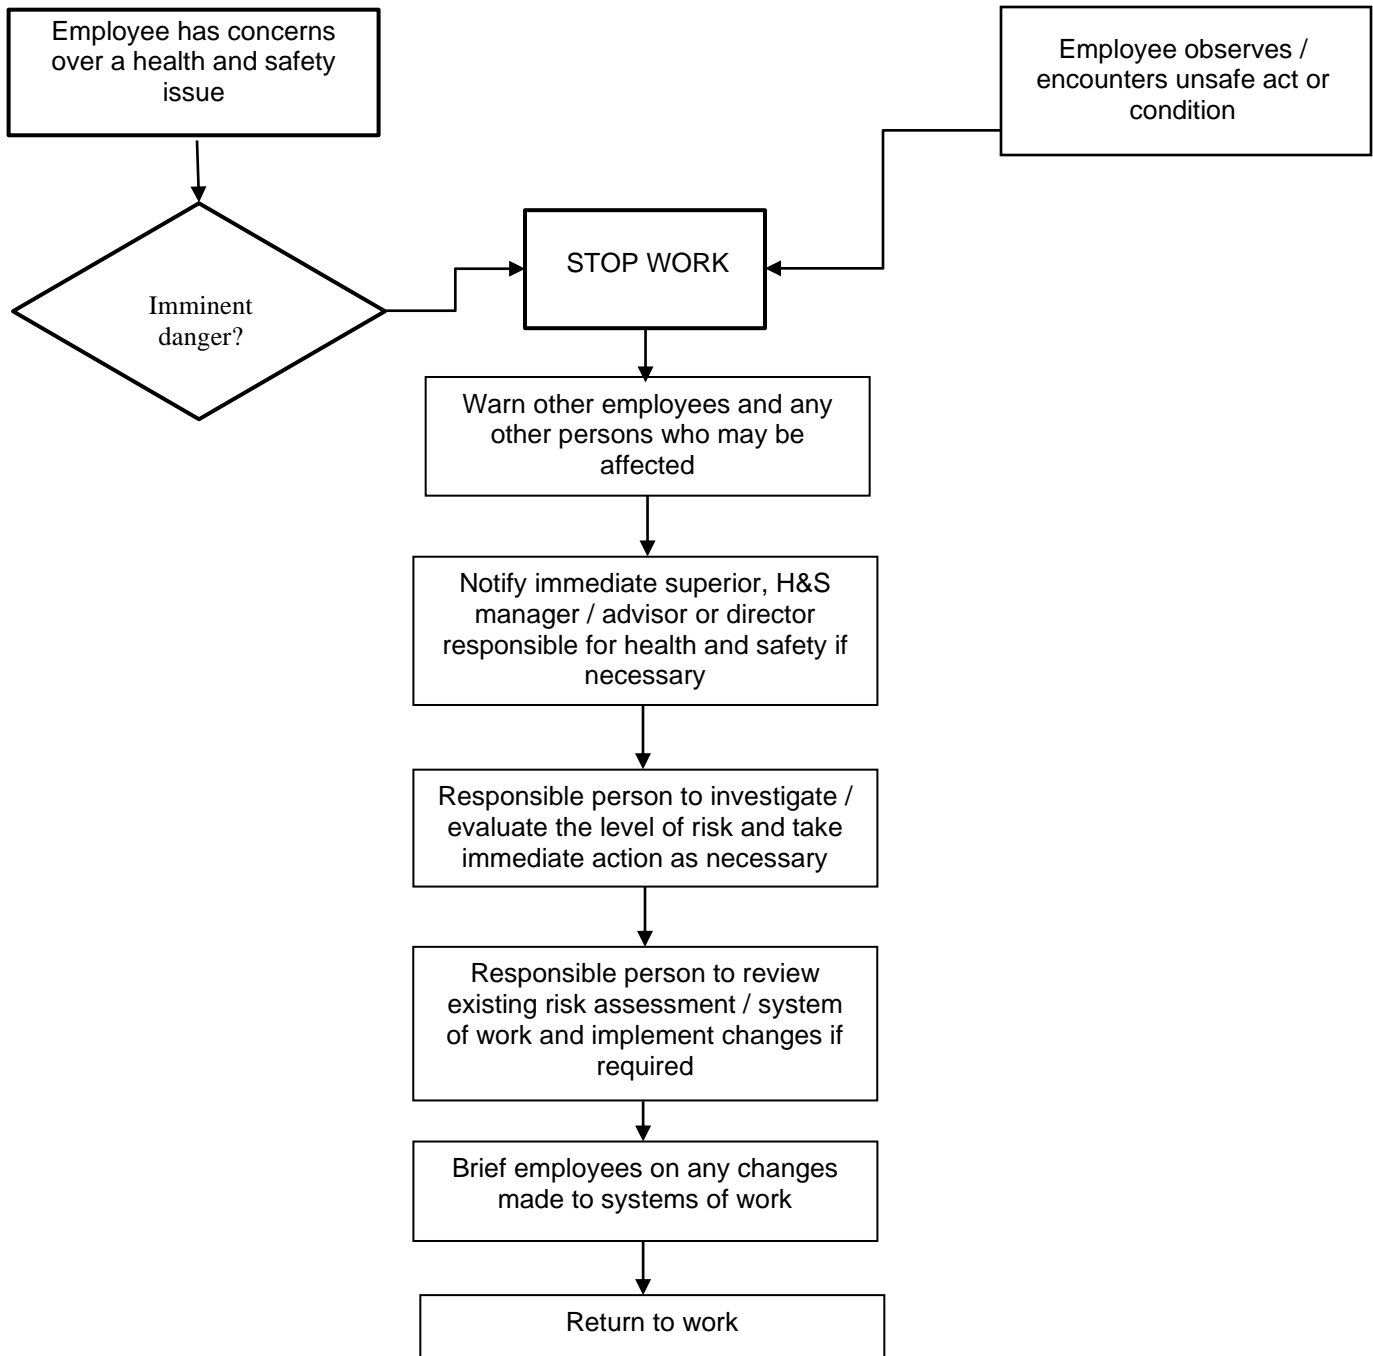 Employee has concerns
over a health and safety
issue
Employee observes /
encounters unsafe act or
condition
Imminent
danger?
STOP WORK
Warn other employees and any
other persons who may be
affected
Notify immediate superior, H&S
manager / advisor or director
responsible for health and safety if
necessary
Responsible person to investigate /
evaluate the level of risk and take
immediate action as necessary
Responsible person to review
existing risk assessment / system
of work and implement changes if
required
Brief employees on any changes
made to systems of work
Return to work